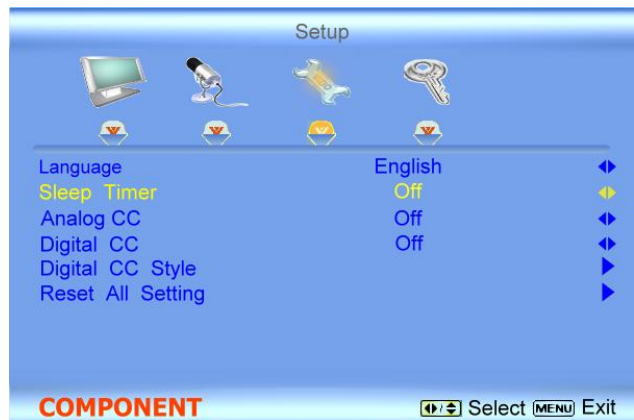 Setup
Language English
Sleep Timer Off
Analog CC Off
Digital CC Off
Digital CC Style
Reset All Setting
COMPONENT Select MENU Exit